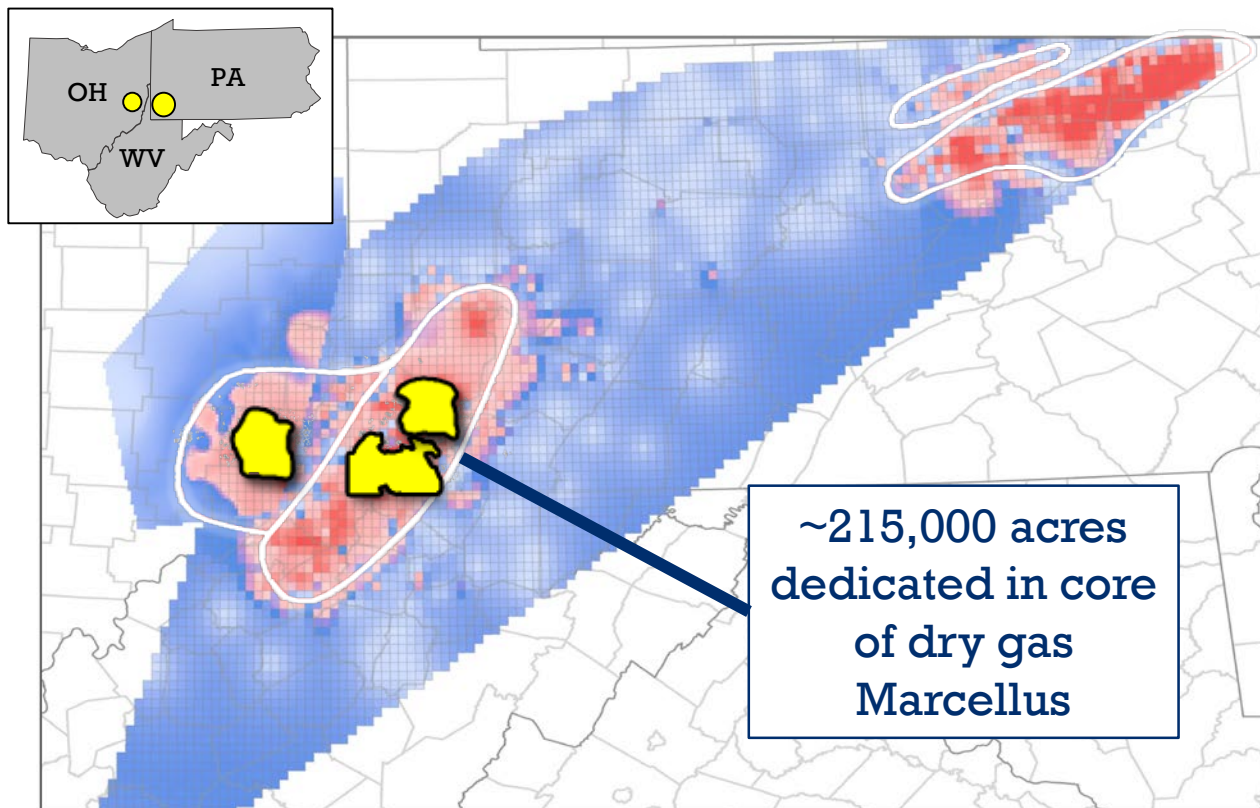 OH
PA
WV
~215,000 acres
dedicated in core
of dry gas
Marcellus